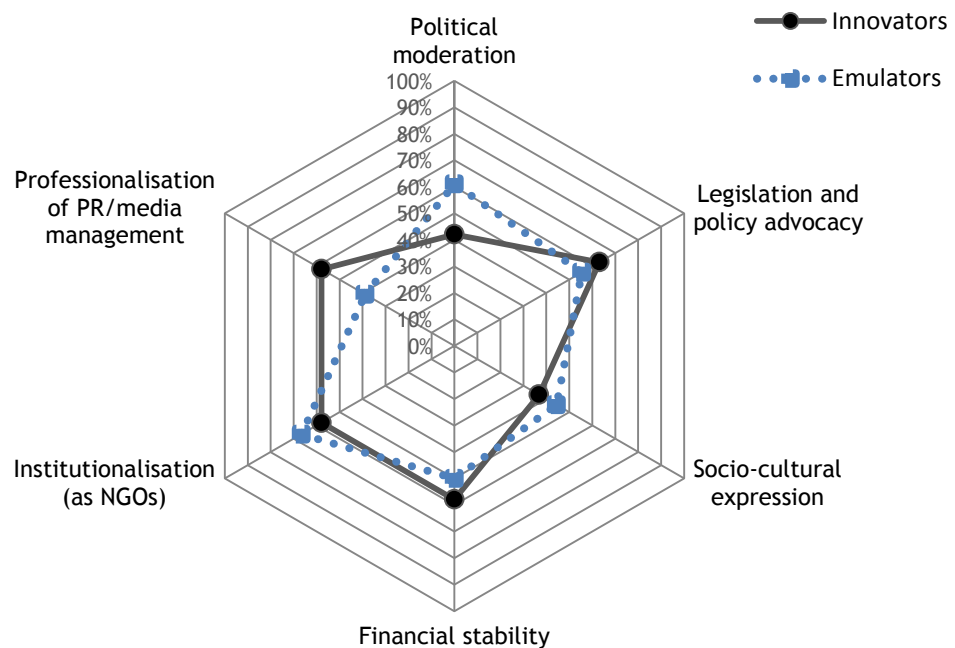 Political
moderation
Innovators
Emulators
100%
90%
80%
70%
60%
50%
40%
30%
20%
10%
0%
Legislation and
policy advocacy
Socio-cultural
expression
Financial stability
Institutionalisation
(as NGOs)
Professionalisation
of PR/media
management